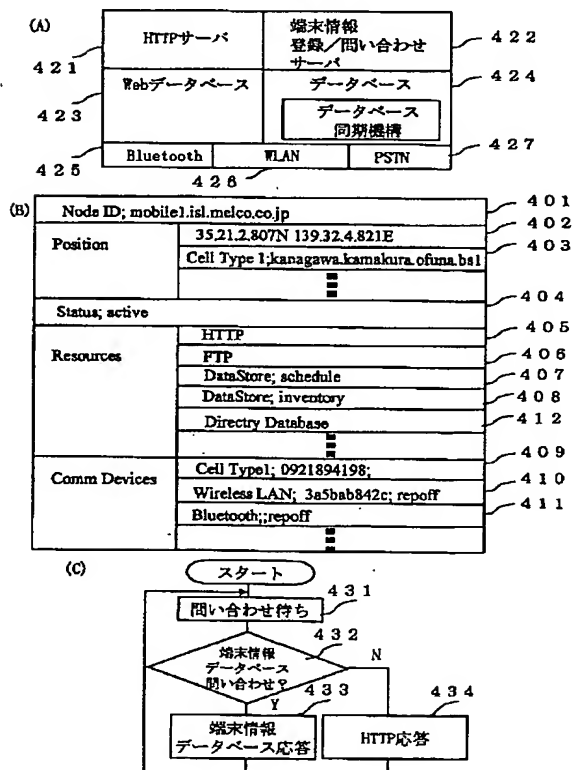 (A)
HTTPサーバ
端末情報
登録／問い合わせ
サーバ
421
422
Webデータベース
データベース
424
データベース
同期機構
423
427
425
Bluetooth
WLAN
PSTN
426
(B)
Node ID; mobile1.isl.melco.co.jp
401
402
Position
35,21,2.807N 139.32.4.821E
403
Cell Type 1;kanagawa.kamakura.ofuna.bs1
404
Status; active
405
Resources
HTTP
406
FTP
407
DataStore; schedule
408
DataStore; inventory
412
Directry Database
409
Comm Devices
Cell Type1; 0921894198;
410
Wireless LAN; 3a5bab842c; repoff
411
Bluetooth;;repoff
(C)
スタート
431
問い合わせ待ち
432
端末情報
データベース
問い合わせ?
N
433
434
Y
端末情報
データベース応答
HTTP応答